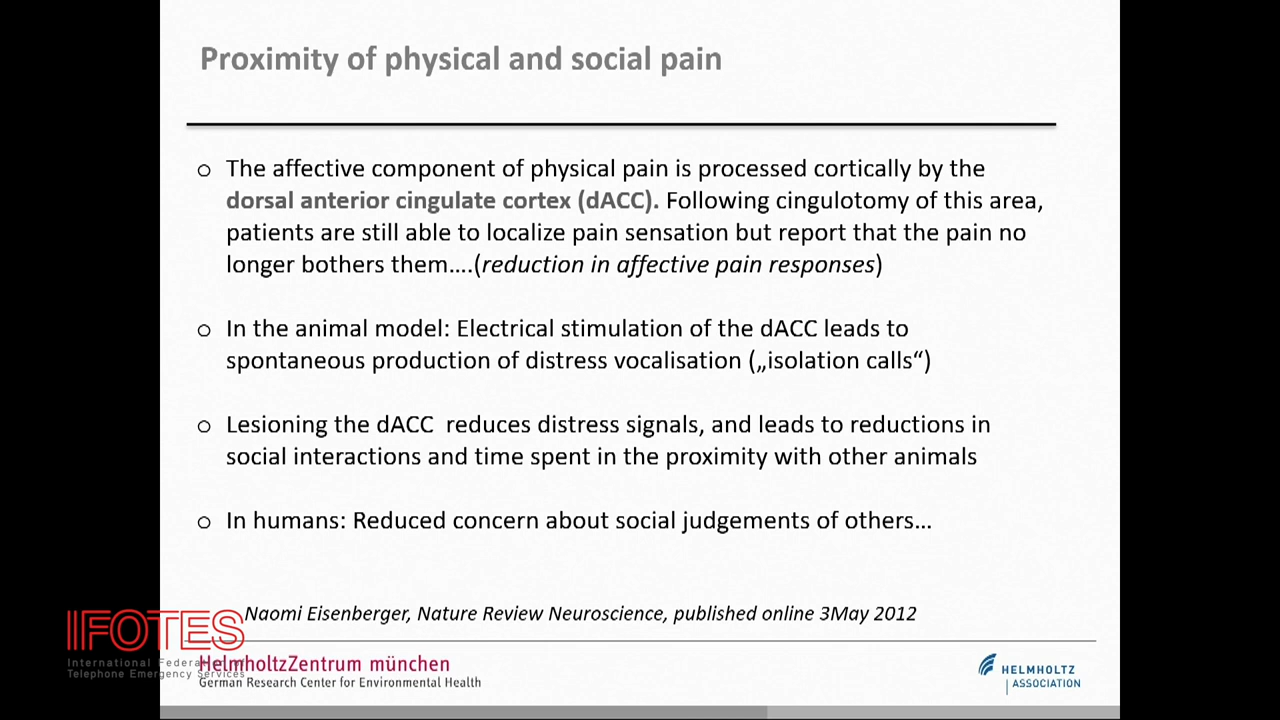 Proximity of physical and social pain
o The affective component of physical pain is processed cortically by the
dorsal anterior cingulate cortex (dACC). Following cingulotomy of this area,
patients are still able to localize pain sensation but report that the pain no
longer bothers them….(reduction in affective pain responses)
o In the animal model: Electrical stimulation of the dACC leads to
spontaneous production of distress vocalisation („isolation calls“)
o Lesioning the dACC  reduces distress signals, and leads to reductions in
social interactions and time spent in the proximity with other animals
o In humans: Reduced concern about social judgements of others…
Naomi Eisenberger, Nature Review Neuroscience, published online 3May 2012
IFOTES
International Federation of
Telephone Emergency Services
HelmholtzZentrum münchen
German Research Center for Environmental Health
HELMHOLTZ
| ASSOCIATION